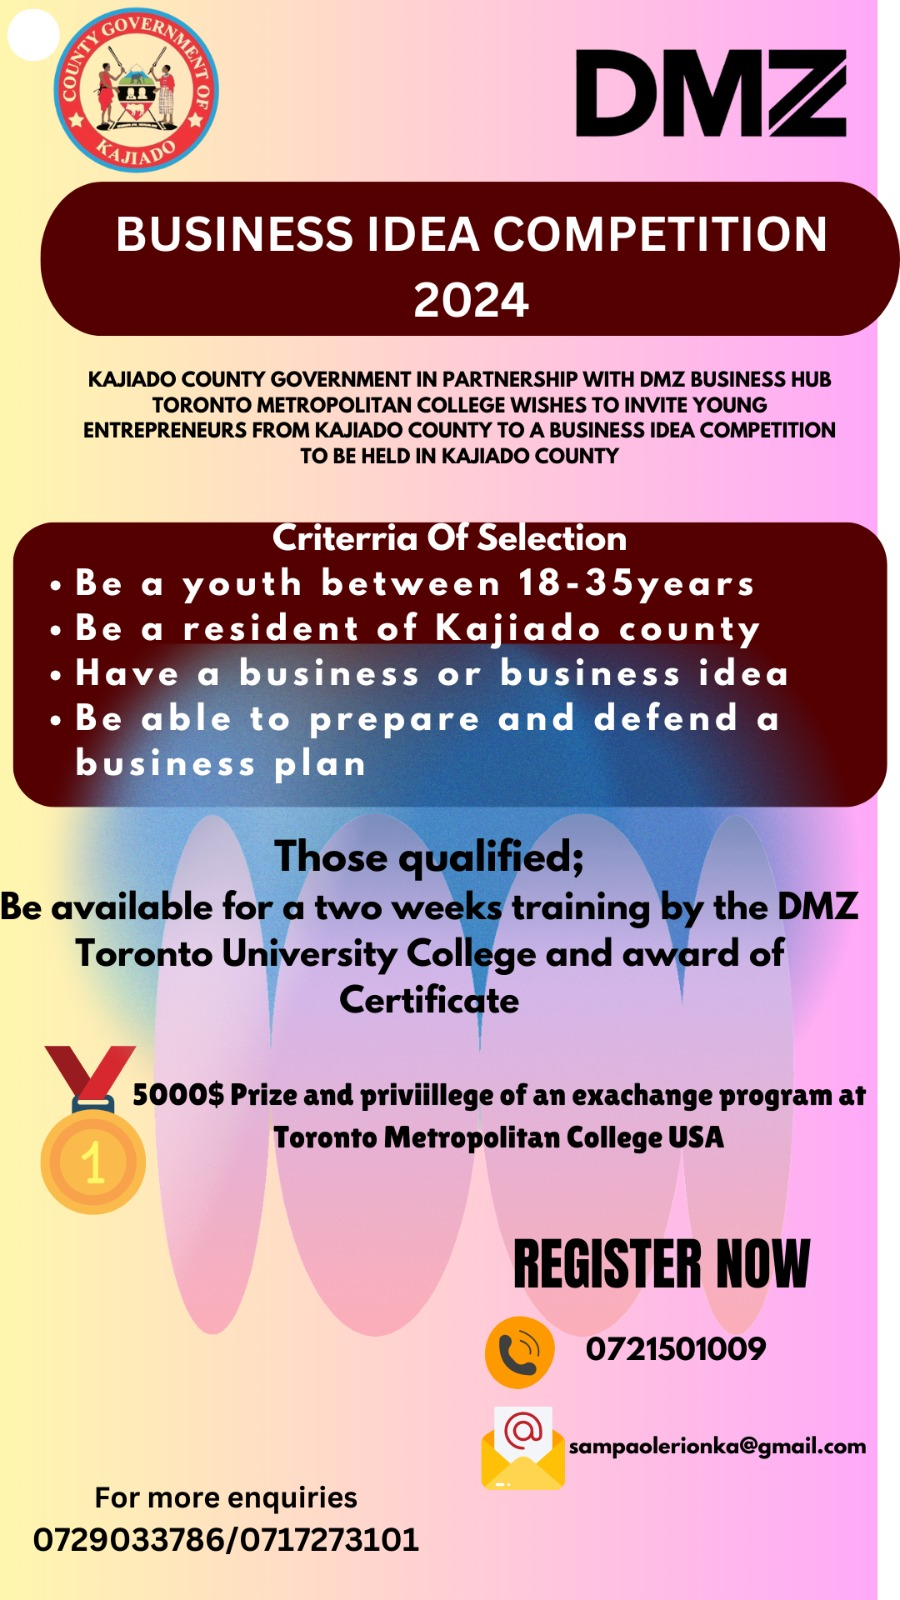 COUNTY GOVERNMENT OF
KAJIADO
DMZ
BUSINESS IDEA COMPETITION
2024
KAJIADO COUNTY GOVERNMENT IN PARTNERSHIP WITH DMZ BUSINESS HUB
TORONTO METROPOLITAN COLLEGE WISHES TO INVITE YOUNG
ENTREPRENEURS FROM KAJIADO COUNTY TO A BUSINESS IDEA COMPETITION
TO BE HELD IN KAJIADO COUNTY
Criterria Of Selection
• Be a youth between 18-35years
• Be a resident of Kajiado county
• Have a business or business idea
• Be able to prepare and defend a
business plan
Those qualified;
Be available for a two weeks training by the DMZ
Toronto University College and award of
Certificate
1
5000$ Prize and priviillege of an exachange program at
Toronto Metropolitan College USA
REGISTER NOW
0721501009
@
sampaolerionka@gmail.com
For more enquiries
0729033786/0717273101